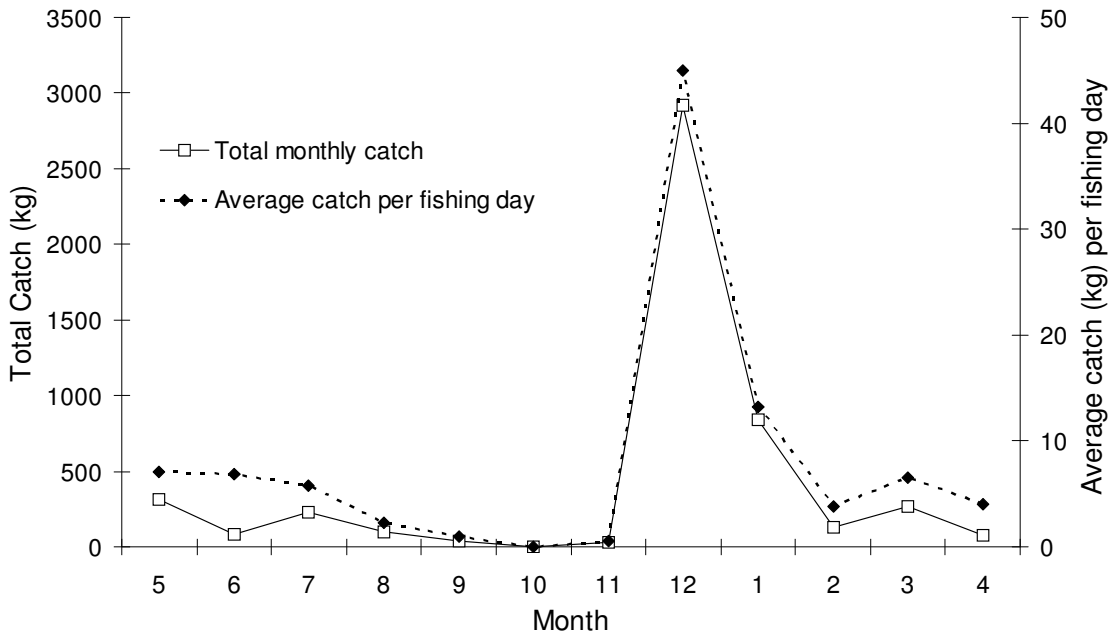 3500
3000
2500
2000
1500
1000
500
0
Total Catch (kg)
Total monthly catch
Average catch per fishing day
50
40
30
20
10
0
Average catch (kg) per fishing day
5 6 7 8 9 10 11 12 1 2 3 4
Month